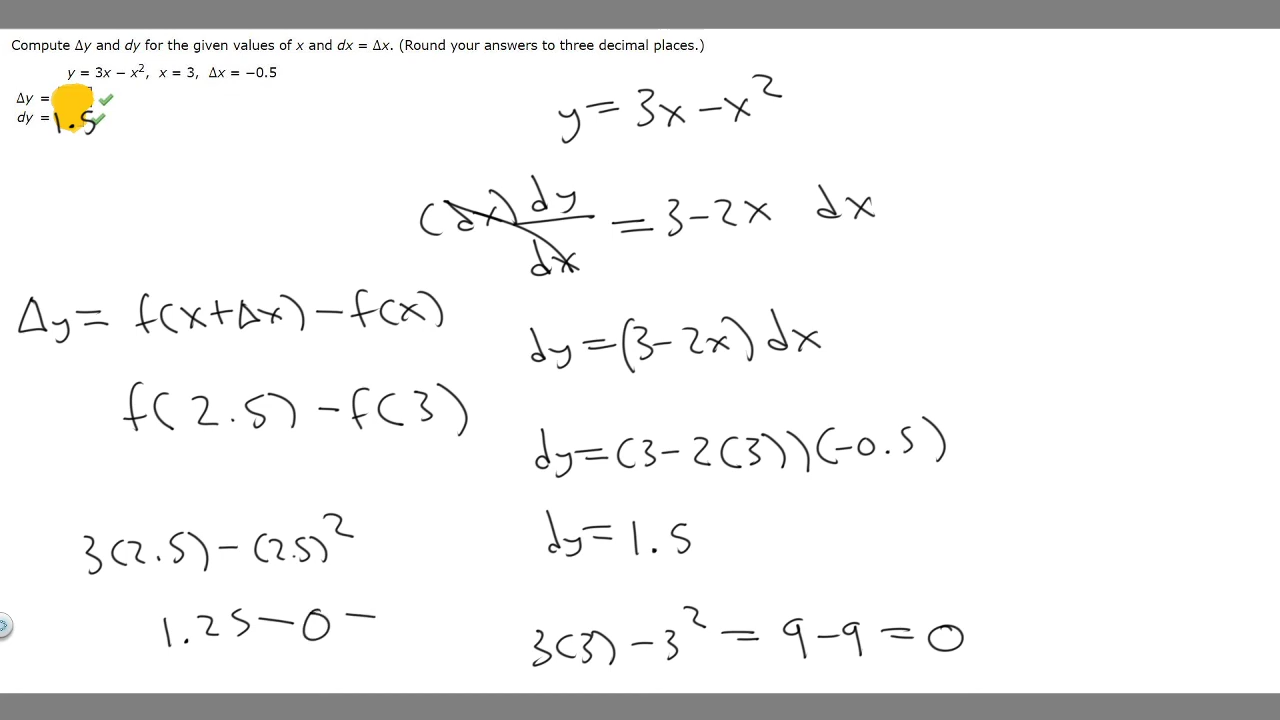 Compute Δy and dy for the given values of x and dx = Δx. (Round your answers to three decimal places.)
y = 3x − x², x = 3, Δx = −0.5
Δy =
dy = 1.5
y = 3x − x²
(dx) dy/dx = 3 − 2x dx
Δy = f(x+Δx) − f(x)
dy = (3 − 2x) dx
f(2.5) − f(3)
dy = (3 − 2(3))(−0.5)
3(2.5) − (2.5)²
dy = 1.5
1.25 − 0 −
3(3) − 3² = 9 − 9 = 0